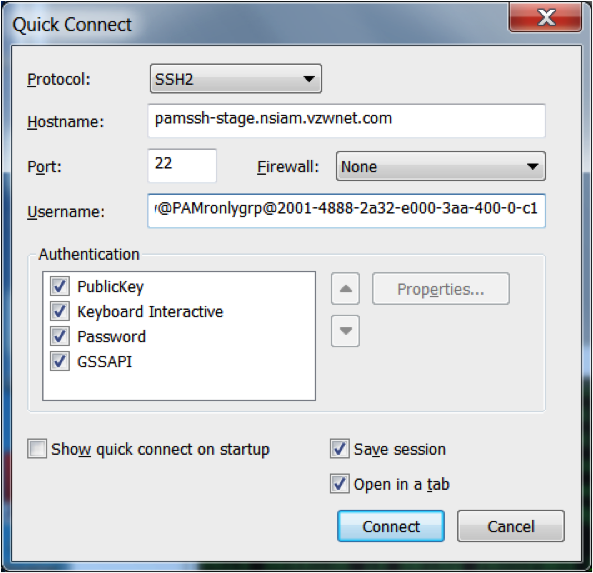 Quick Connect
Protocol: SSH2
Hostname: pamssh-stage.nsiam.vzwnet.com
Port: 22 Firewall: None
Username: @PAMronlygrp@2001-4888-2a32-e000-3aa-400-0-c1
Authentication
PublicKey
Keyboard Interactive
Properties...
Password
GSSAPI
Show quick connect on startup
Save session
Open in a tab
Connect Cancel